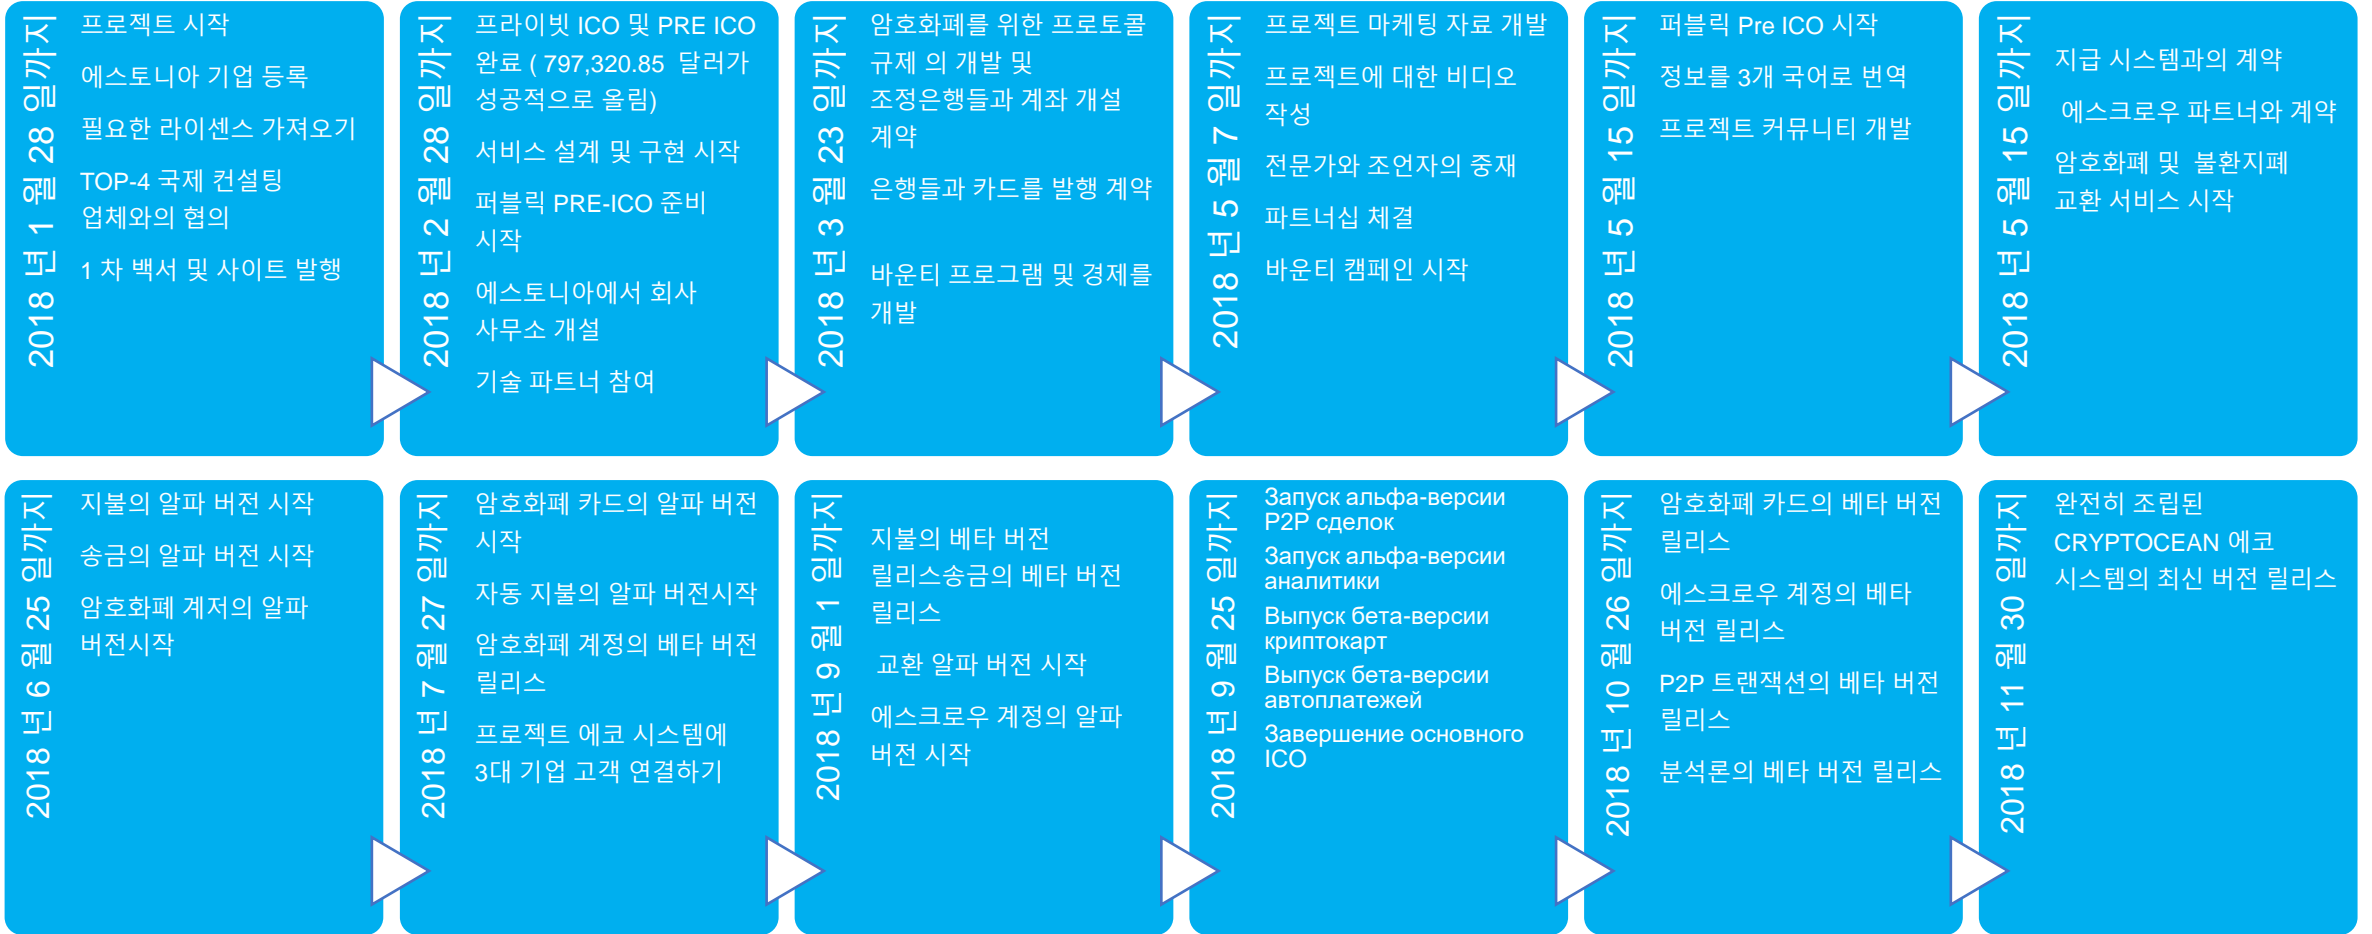 2018 년 1 월 28 일까지
프로젝트 시작
에스토니아 기업 등록
필요한 라이센스 가져오기
TOP-4 국제 컨설팅
업체와의 협의
1 차 백서 및 사이트 발행
2018 년 2 월 28 일까지
프라이빗 ICO 및 PRE ICO
완료 ( 797,320.85 달러가
성공적으로 올림)
서비스 설계 및 구현 시작
퍼블릭 PRE-ICO 준비
시작
에스토니아에서 회사
사무소 개설
기술 파트너 참여
2018 년 3 월 23 일까지
암호화폐를 위한 프로토콜
규제 의 개발 및
조정은행들과 계좌 개설
계약
은행들과 카드를 발행 계약
바운티 프로그램 및 경제를
개발
2018 년 5 월 7 일까지
프로젝트 마케팅 자료 개발
프로젝트에 대한 비디오
작성
전문가와 조언자의 중재
파트너십 체결
바운티 캠페인 시작
2018 년 5 월 15 일까지
퍼블릭 Pre ICO 시작
정보를 3개 국어로 번역
프로젝트 커뮤니티 개발
2018 년 5 월 15 일까지
지급 시스템과의 계약
에스크로우 파트너와 계약
암호화폐 및 불환지폐
교환 서비스 시작
2018 년 6 월 25 일까지
지불의 알파 버전 시작
송금의 알파 버전 시작
암호화폐 계저의 알파
버전시작
2018 년 7 월 27 일까지
암호화폐 카드의 알파 버전
시작
자동 지불의 알파 버전시작
암호화폐 계정의 베타 버전
릴리스
프로젝트 에코 시스템에
3대 기업 고객 연결하기
2018 년 9 월 1 일까지
지불의 베타 버전
릴리스송금의 베타 버전
릴리스
교환 알파 버전 시작
에스크로우 계정의 알파
버전 시작
2018 년 9 월 25 일까지
Запуск альфа-версии
P2P сделок
Запуск альфа-версии
аналитики
Выпуск бета-версии
криптокарт
Выпуск бета-версии
автоплатежей
Завершение основного
ICO
2018 년 10 월 26 일까지
암호화폐 카드의 베타 버전
릴리스
에스크로우 계정의 베타
버전 릴리스
P2P 트랜잭션의 베타 버전
릴리스
분석론의 베타 버전 릴리스
2018 년 11 월 30 일까지
완전히 조립된
CRYPTOCEAN 에코
시스템의 최신 버전 릴리스